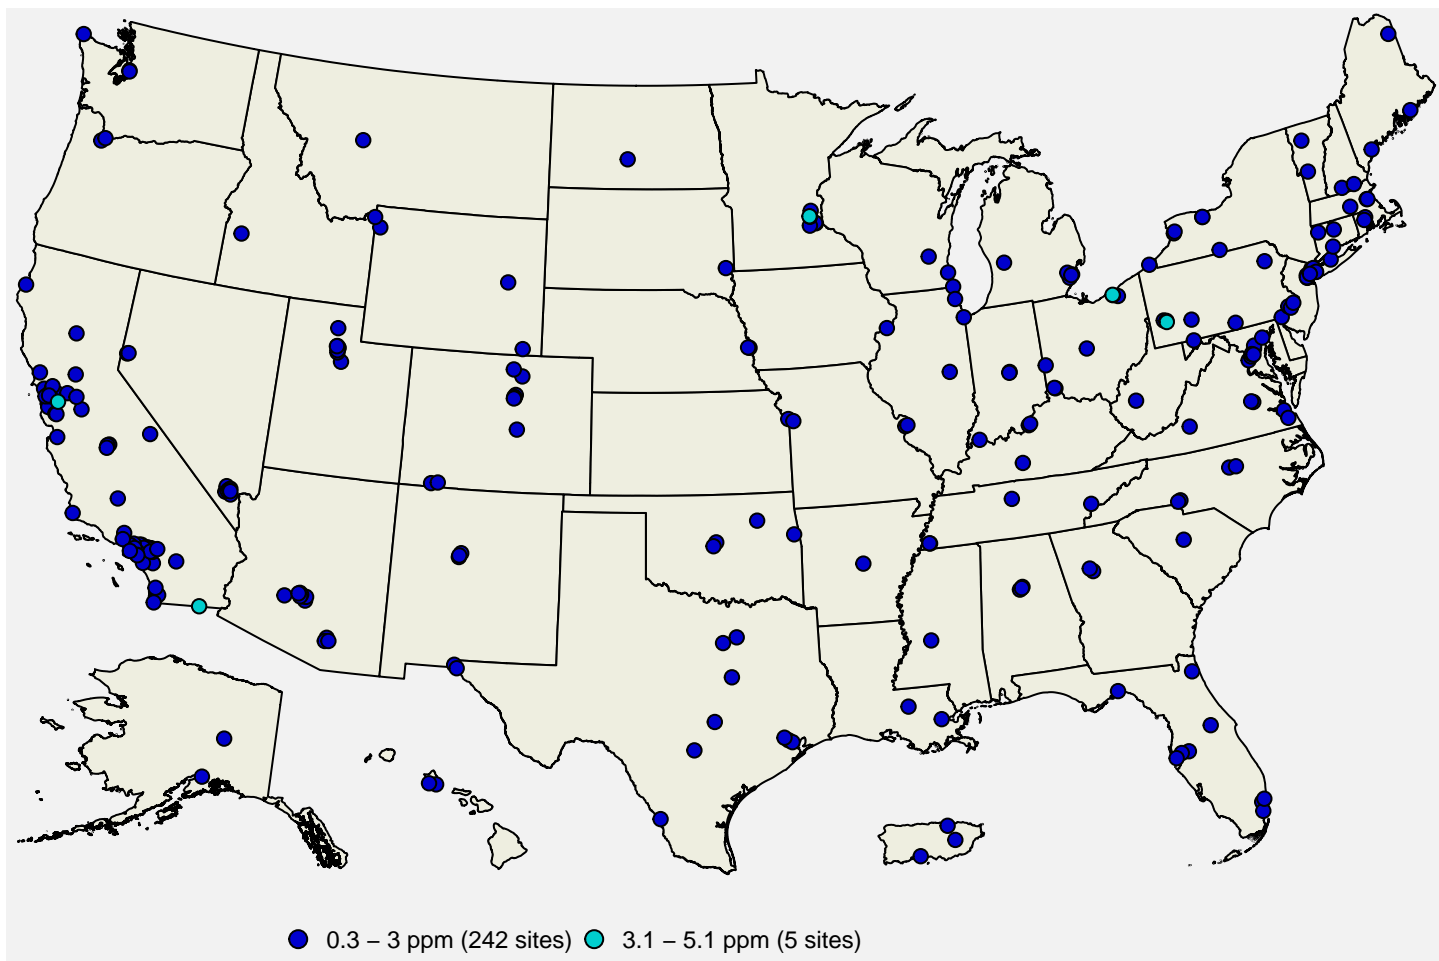 0.3 – 3 ppm (242 sites) 3.1 – 5.1 ppm (5 sites)